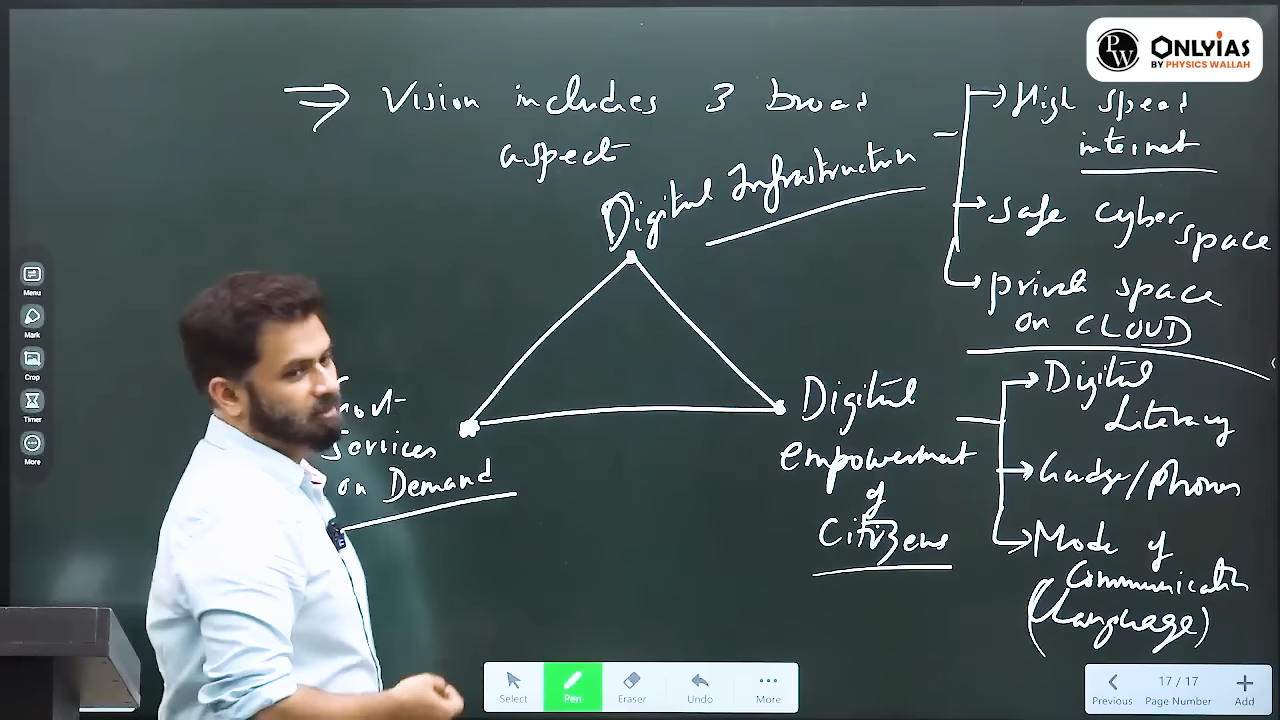 PW ONLYIAS
BY PHYSICS WALLAH
⇒ Vision includes 3 broad
aspect
Digital Infrastructure
→ High speed
internet
→ safe cyber space
→ private space
on CLOUD
services
on Demand
Digital
empowerment
of
Citizens
→ Digital
Literacy
→ /Phones
→ Mode of
Communication
(Language)
Menu
Mark
Crop
Timer
More
Select
Pen
Eraser
Undo
More
17 / 17
Previous
Page Number
Add